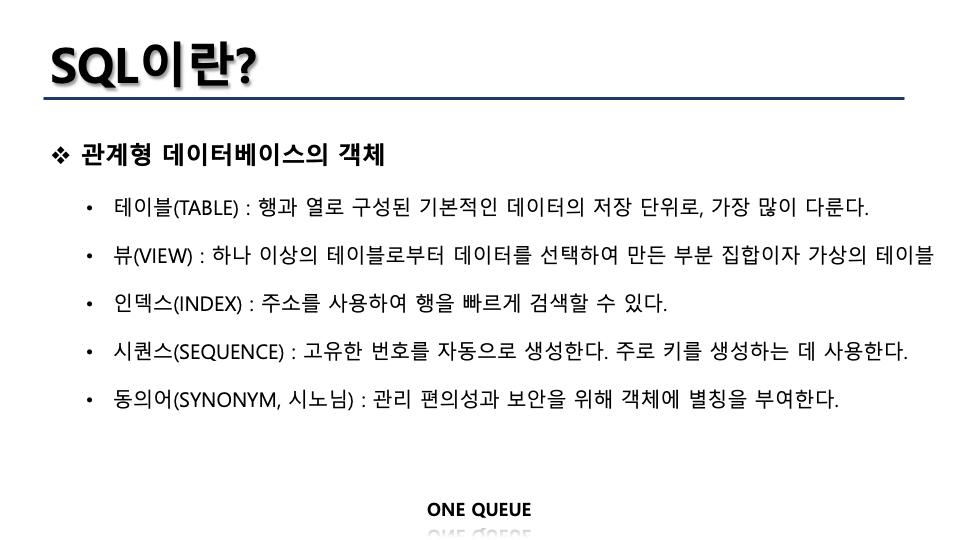 SQL이란?
❖ 관계형 데이터베이스의 객체
• 테이블(TABLE) : 행과 열로 구성된 기본적인 데이터의 저장 단위로, 가장 많이 다룬다.
• 뷰(VIEW) : 하나 이상의 테이블로부터 데이터를 선택하여 만든 부분 집합이자 가상의 테이블
• 인덱스(INDEX) : 주소를 사용하여 행을 빠르게 검색할 수 있다.
• 시퀀스(SEQUENCE) : 고유한 번호를 자동으로 생성한다. 주로 키를 생성하는 데 사용한다.
• 동의어(SYNONYM, 시노님) : 관리 편의성과 보안을 위해 객체에 별칭을 부여한다.
ONE QUEUE